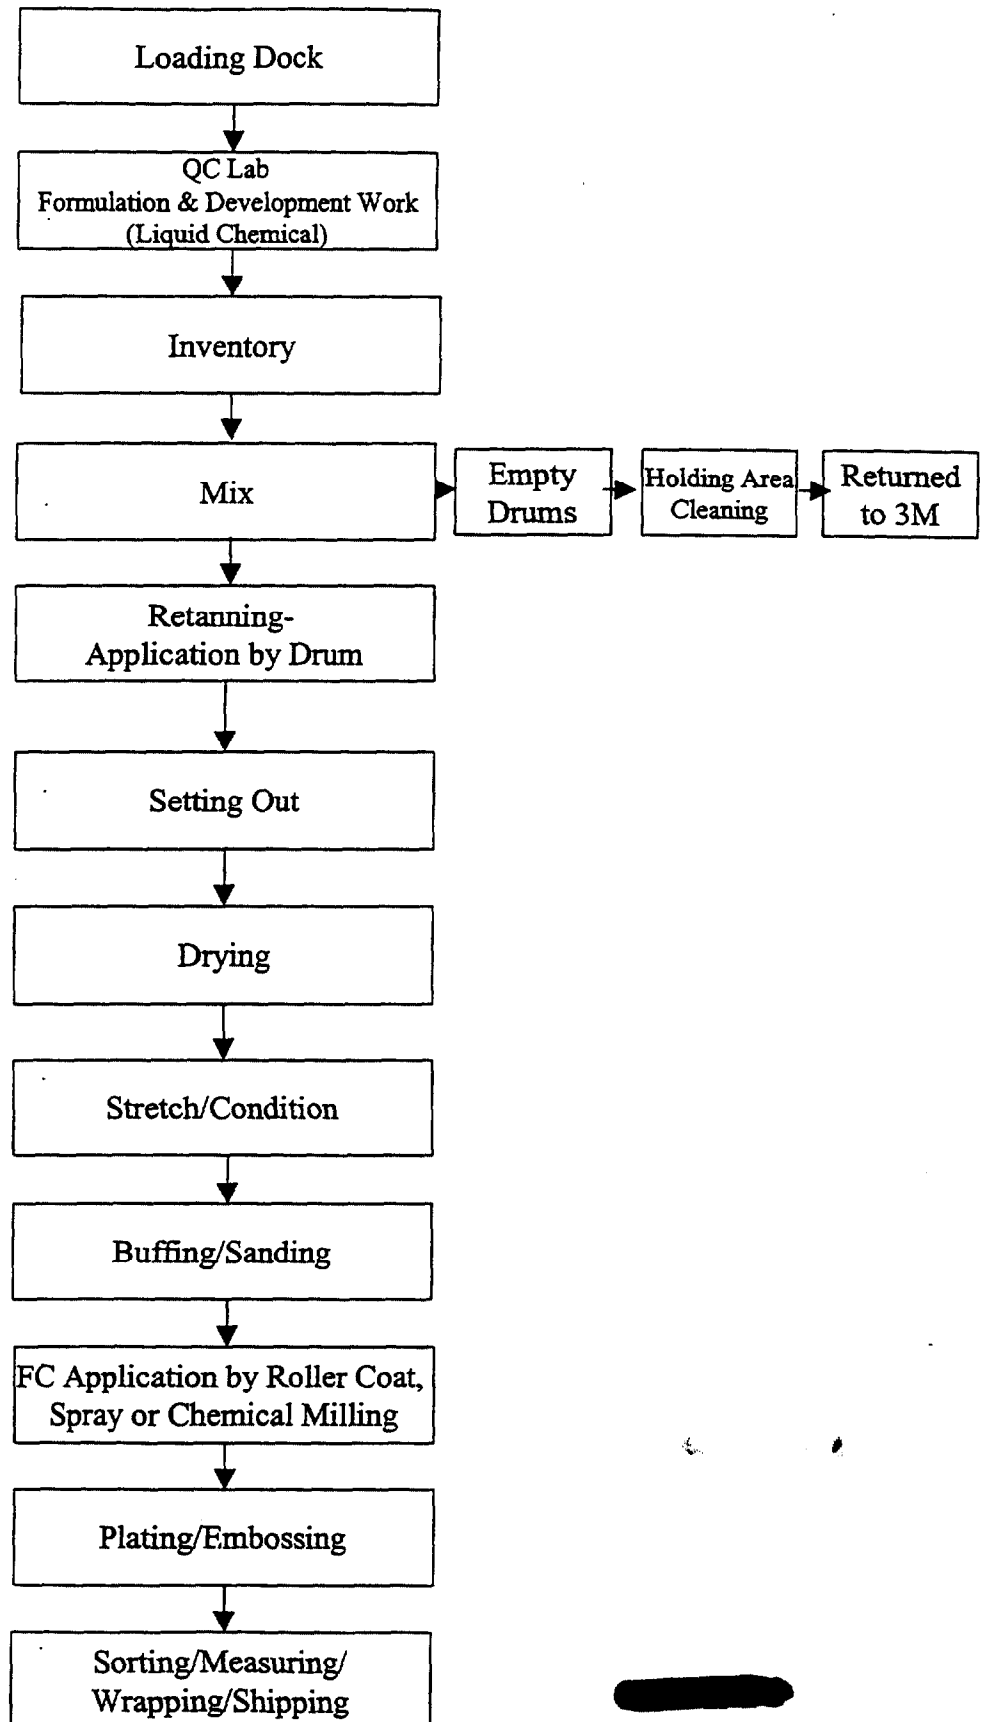 Loading Dock
QC Lab
Formulation & Development Work
(Liquid Chemical)
Inventory
Mix
Empty
Drums
Holding Area
Cleaning
Returned
to 3M
Retanning-
Application by Drum
Setting Out
Drying
Stretch/Condition
Buffing/Sanding
FC Application by Roller Coat,
Spray or Chemical Milling
Plating/Embossing
Sorting/Measuring/
Wrapping/Shipping